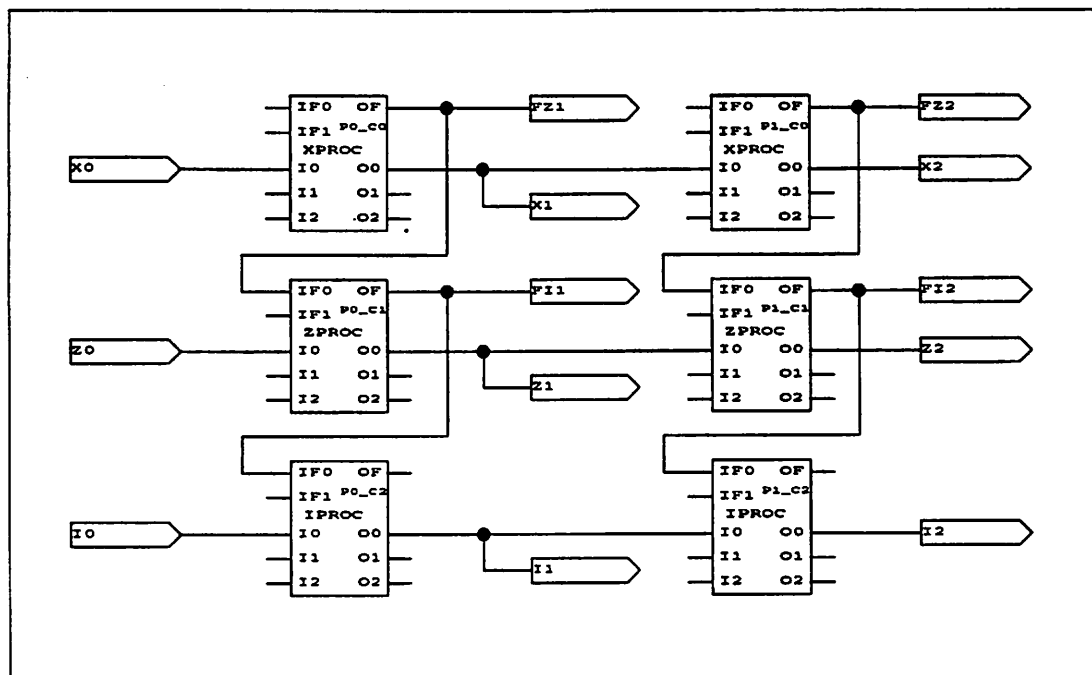 IF0 OF FZ1 IF0 OF FZ2
IF1 P0_C0 IF1 P1_C0
XPROC XPROC
X0 I0 O0 I0 O0 X2
I1 O1 I1 O1
X1
I2 O2 I2 O2
IF0 OF FI1 IF0 OF FI2
IF1 P0_C1 IF1 P1_C1
ZPROC ZPROC
Z0 I0 O0 I0 O0 Z2
I1 O1 I1 O1
Z1
I2 O2 I2 O2
IF0 OF IF0 OF
IF1 P0_C2 IF1 P1_C2
IPROC IPROC
I0 I0 O0 I0 O0 I2
I1 O1 I1 O1
I1
I2 O2 I2 O2